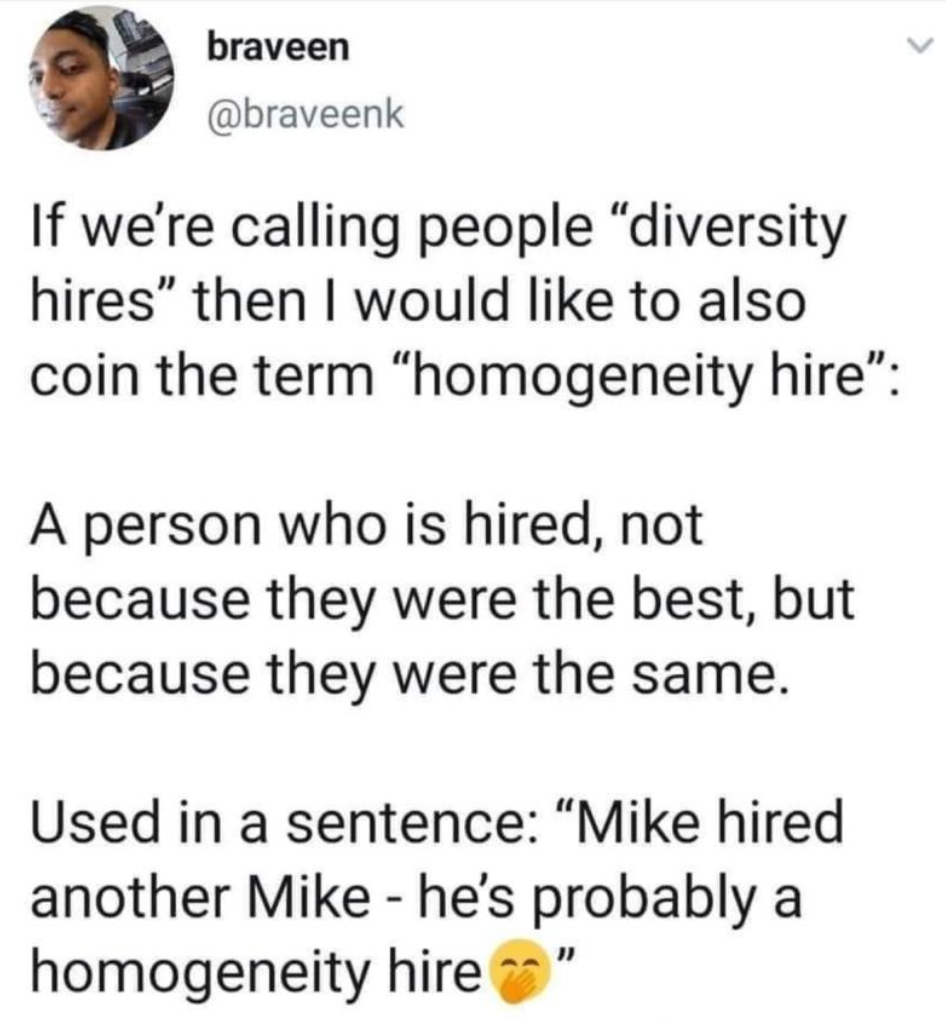 braveen
@braveenk
If we’re calling people “diversity
hires” then I would like to also
coin the term “homogeneity hire”:
A person who is hired, not
because they were the best, but
because they were the same.
Used in a sentence: “Mike hired
another Mike - he’s probably a
homogeneity hire🤭”